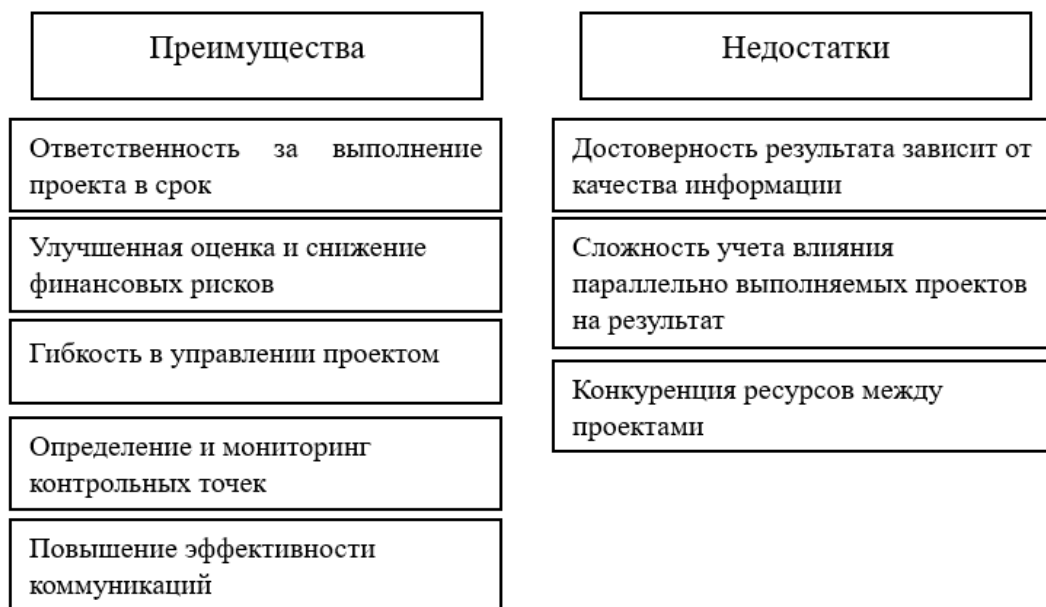 Преимущества
Ответственность за выполнение
проекта в срок
Улучшенная оценка и снижение
финансовых рисков
Гибкость в управлении проектом
Определение и мониторинг
контрольных точек
Повышение эффективности
коммуникаций
Недостатки
Достоверность результата зависит от
качества информации
Сложность учета влияния
параллельно выполняемых проектов
на результат
Конкуренция ресурсов между
проектами